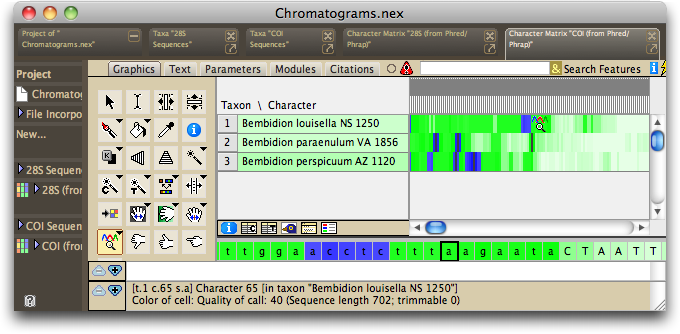 Chromatograms.nex
Project of "
Chromatograms.nex"
Taxa "28S
Sequences"
Taxa "COI
Sequences"
Character Matrix "28S (from Phred/
Phrap)"
Character Matrix "COI (from Phred/
Phrap)"
Graphics Text Parameters Modules Citations
& Search Features
Project
Chromatog
File Incorpo
New...
28S Sequen
28S (fron
COI Sequen
COI (fron
Taxon \ Character
1 Bembidion louisella NS 1250
2 Bembidion paraenulum VA 1856
3 Bembidion perspicuum AZ 1120
t t g g a a c c t c t t t a a g a a t a C T A A T T
[t.1 c.65 s.a] Character 65 [in taxon "Bembidion louisella NS 1250"]
Color of cell: Quality of call: 40 (Sequence length 702; trimmable 0)